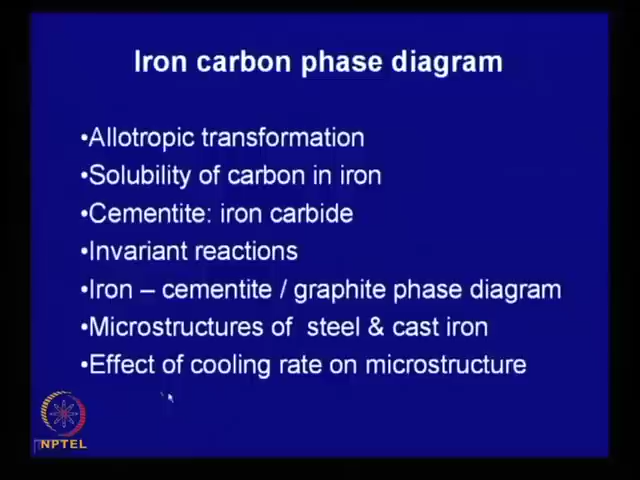 Iron carbon phase diagram
•Allotropic transformation
•Solubility of carbon in iron
•Cementite: iron carbide
•Invariant reactions
•Iron – cementite / graphite phase diagram
•Microstructures of steel & cast iron
•Effect of cooling rate on microstructure
NPTEL